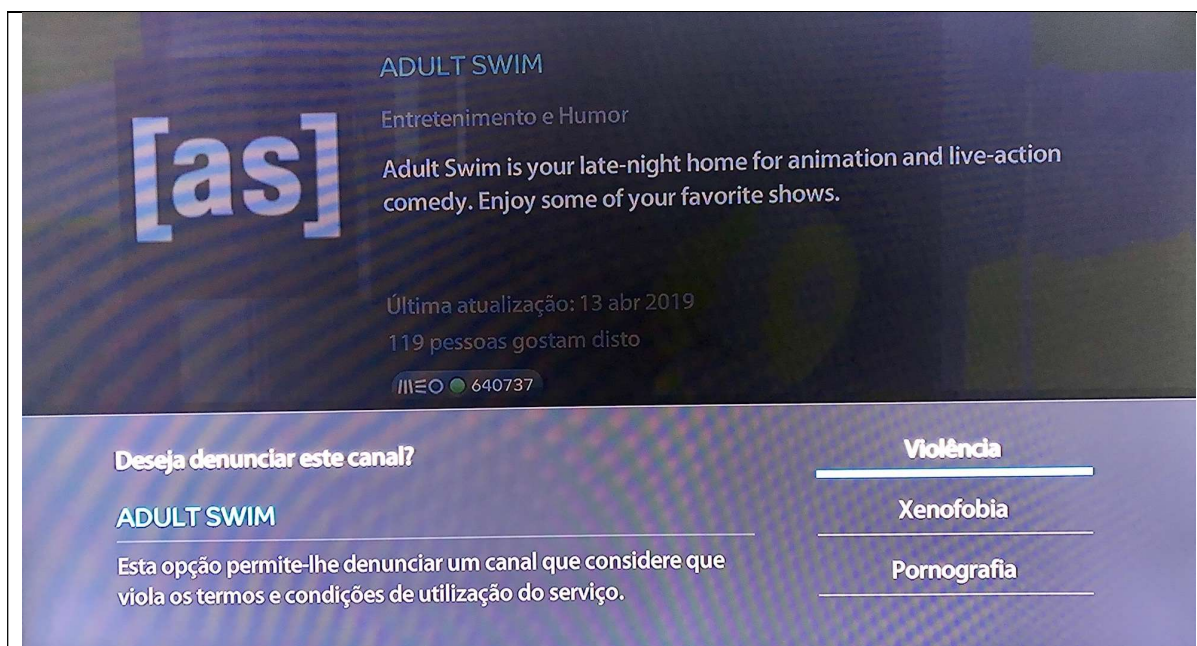 ADULT SWIM
Entretenimento e Humor
[as]
Adult Swim is your late-night home for animation and live-action
comedy. Enjoy some of your favorite shows.
Última atualização: 13 abr 2019
119 pessoas gostam disto
MEO 640737
Deseja denunciar este canal?
ADULT SWIM
Esta opção permite-lhe denunciar um canal que considere que
viola os termos e condições de utilização do serviço.
Violência
Xenofobia
Pornografia